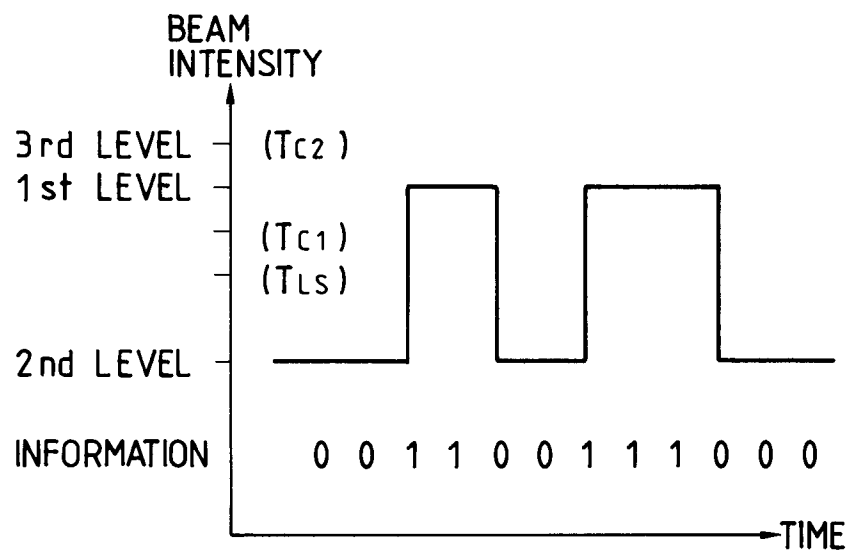 BEAM
INTENSITY
3rd LEVEL (TC2)
1st LEVEL
(TC1)
(TLS)
2nd LEVEL
INFORMATION 0 0 1 1 0 0 1 1 1 0 0 0
TIME